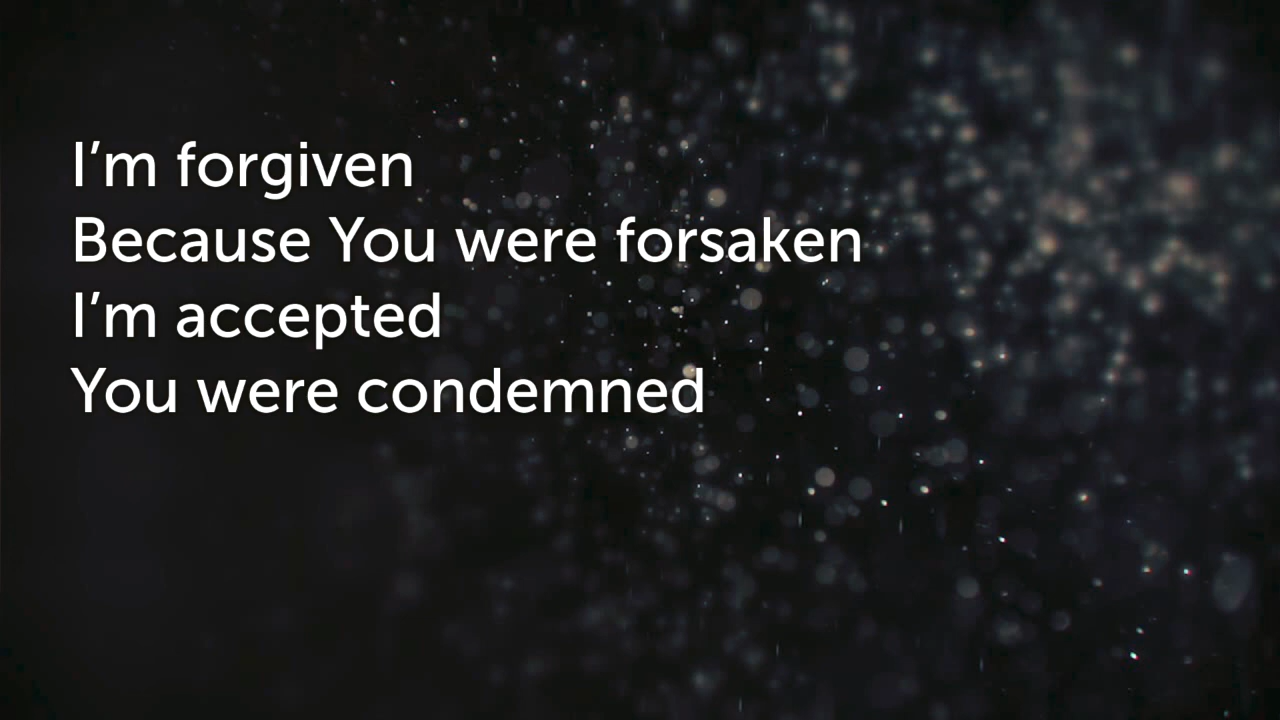 I’m forgiven
Because You were forsaken
I’m accepted
You were condemned